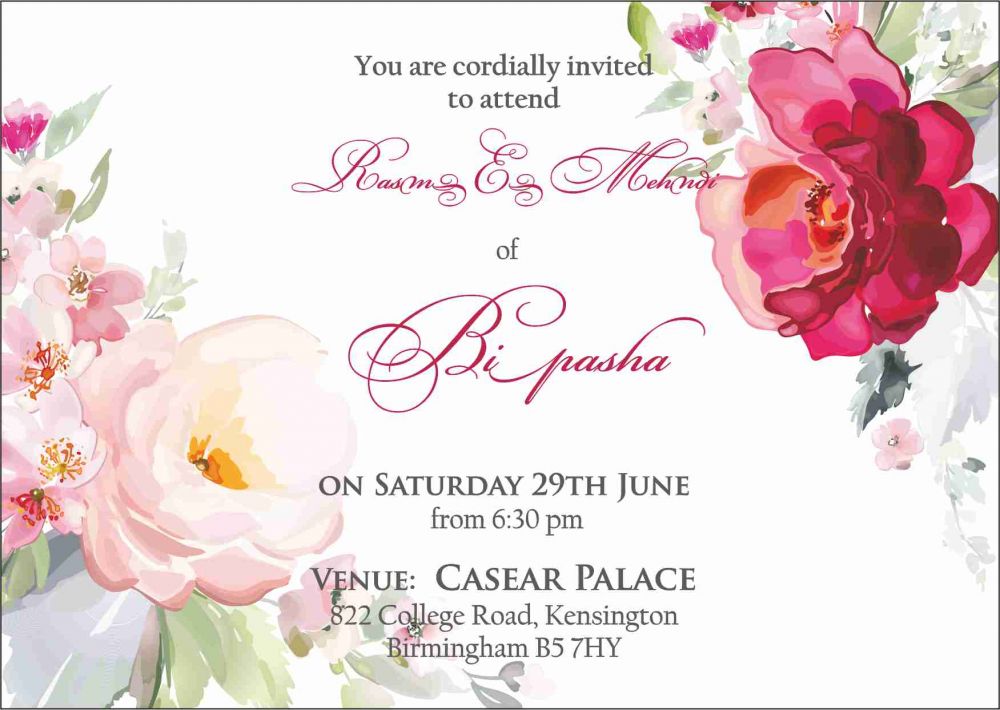 You are cordially invited
to attend
Rasm E Mehndi
of
Bipasha
on Saturday 29th June
from 6:30 pm
Venue: Casear Palace
822 College Road, Kensington
Birmingham B5 7HY